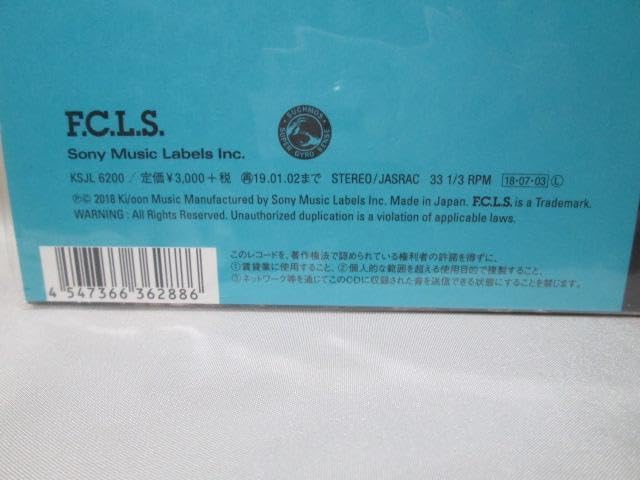 F.C.L.S.
SUCHMOS
SUPER GYRO SENSE
Sony Music Labels Inc.
KSJL 6200 / 定価¥3,000+税 ㋐19.01.02まで STEREO/JASRAC 33 1/3 RPM 18・07・03 Ⓛ
Ⓟ© 2018 Ki/oon Music Manufactured by Sony Music Labels Inc. Made in Japan. F.C.L.S. is a Trademark.
WARNING : All Rights Reserved. Unauthorized duplication is a violation of applicable laws.
このレコードを、著作権法で認められている権利者の許諾を得ずに、
①賃貸業に使用すること、②個人的な範囲を超える使用目的で複製すること、
③ネットワーク等を通じてこのCDに収録された音を送信できる状態にすることを禁じます。
4 547366 362886